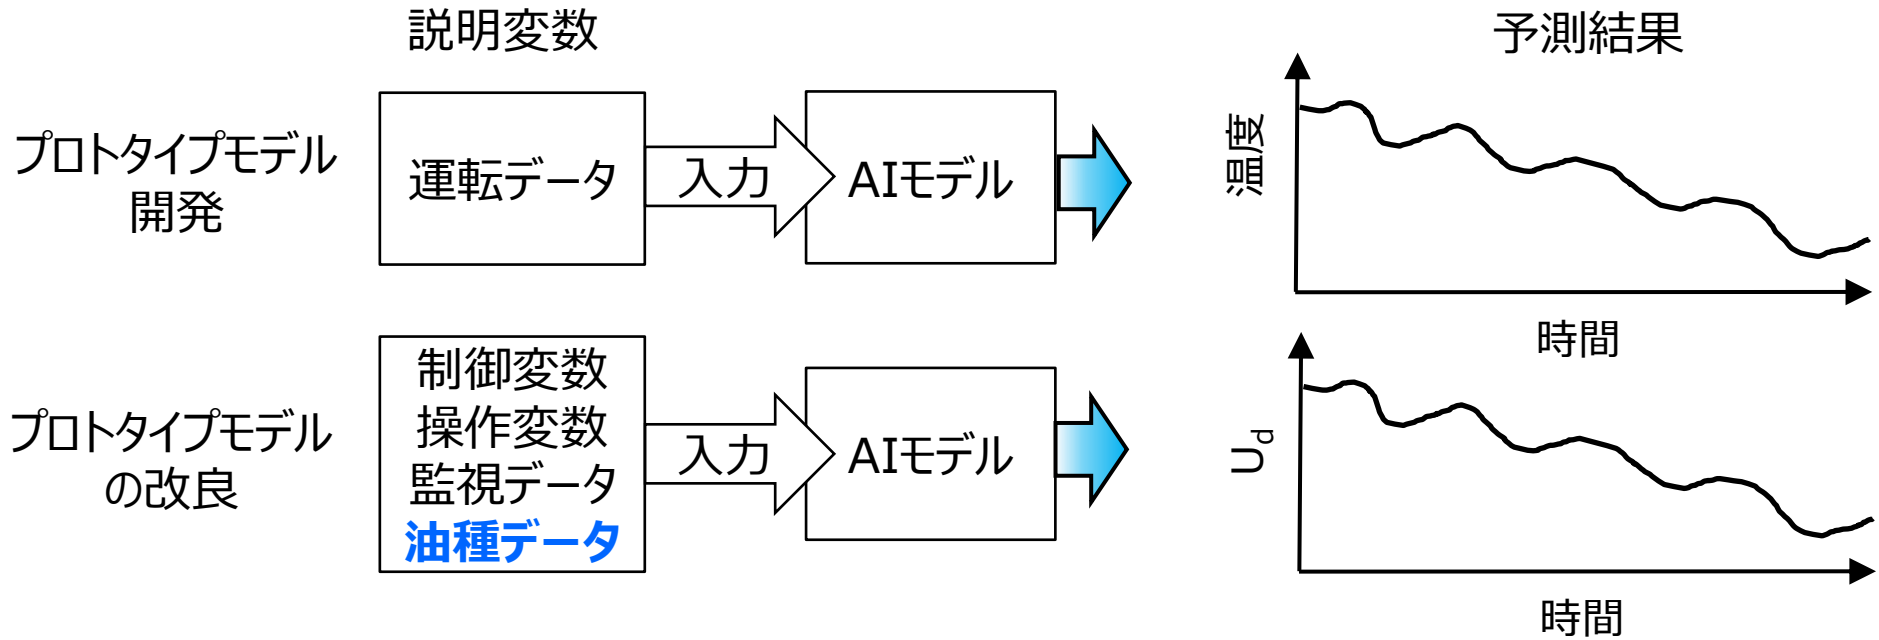 説明変数
予測結果
プロトタイプモデル
開発
運転データ
入力
AIモデル
温度
時間
プロトタイプモデル
の改良
制御変数
操作変数
監視データ
油種データ
入力
AIモデル
Ud
時間